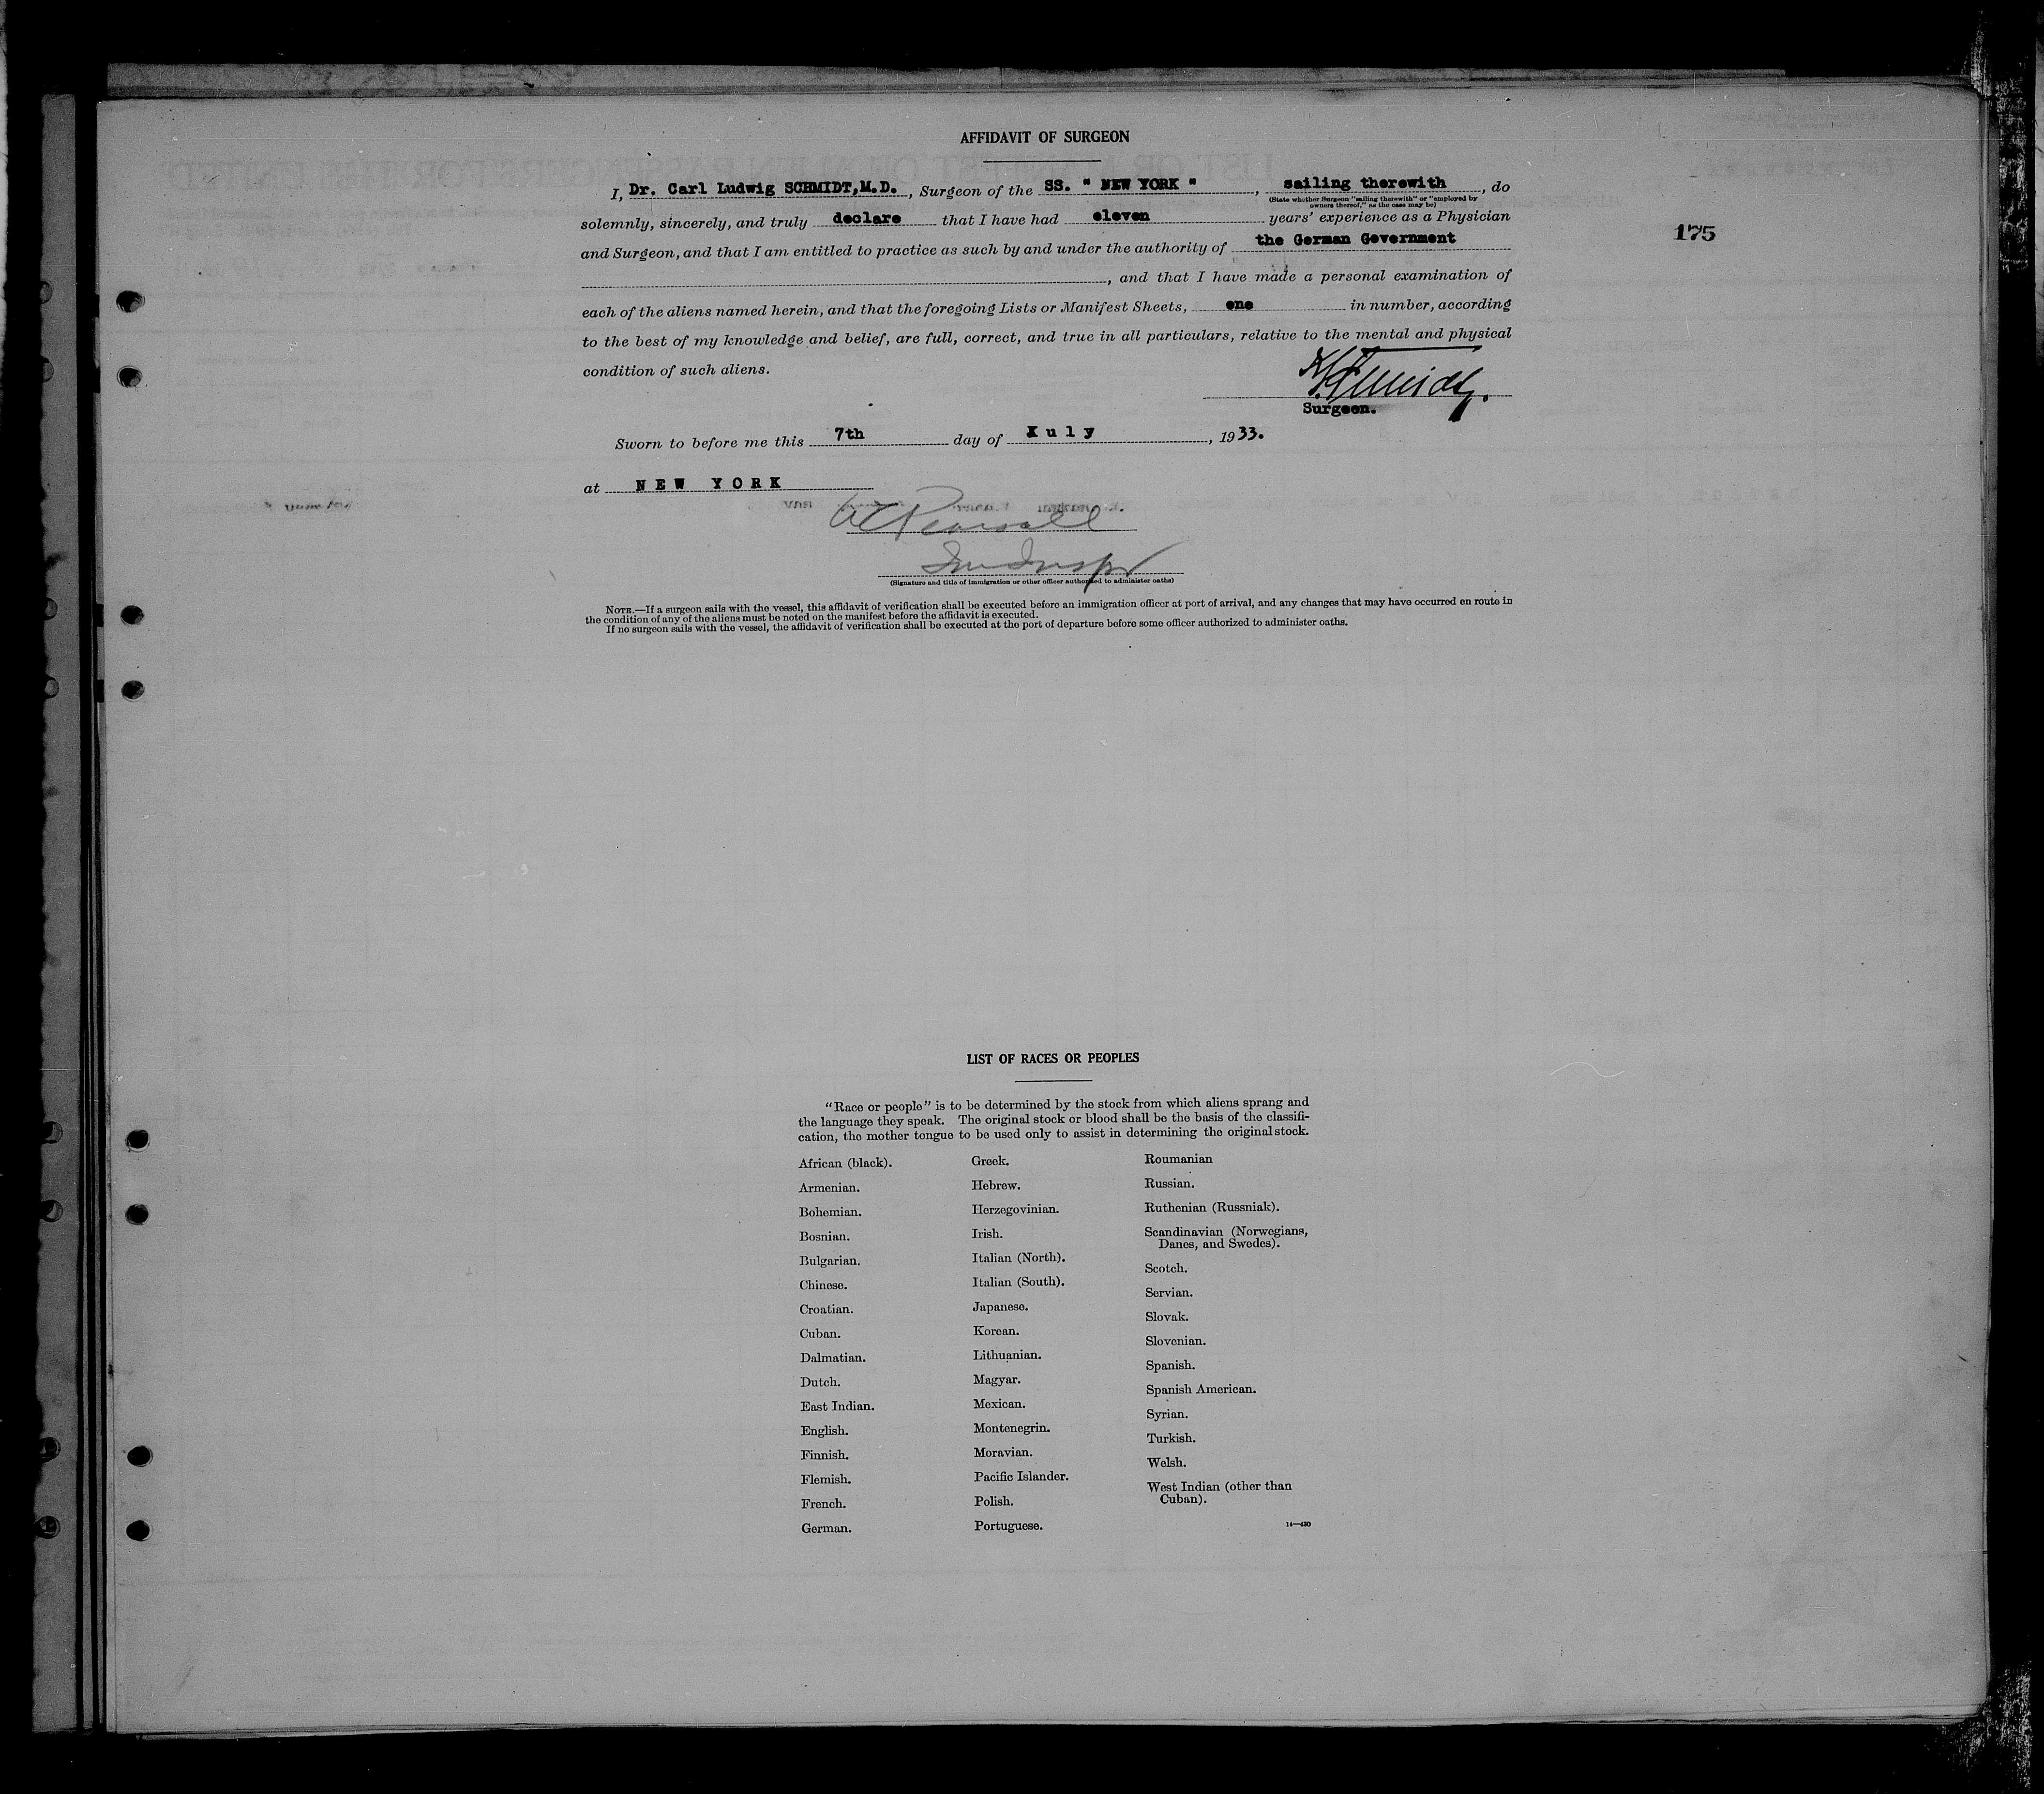 AFFIDAVIT OF SURGEON
I, Dr. Carl Ludwig SCHMIDT,M.D. , Surgeon of the SS. " NEW YORK " , sailing therewith , do
(State whether Surgeon "sailing therewith" or "employed by
owners thereof," as the case may be)
solemnly, sincerely, and truly declare that I have had eleven years' experience as a Physician
175
and Surgeon, and that I am entitled to practice as such by and under the authority of the German Government
, and that I have made a personal examination of
each of the aliens named herein, and that the foregoing Lists or Manifest Sheets, one in number, according
to the best of my knowledge and belief, are full, correct, and true in all particulars, relative to the mental and physical
condition of such aliens.
Schmidt.
Surgeon.
Sworn to before me this 7th day of Xuly , 1933.
at NEW YORK
(Signature and title of immigration or other officer authorized to administer oaths)
NOTE.—If a surgeon sails with the vessel, this affidavit of verification shall be executed before an immigration officer at port of arrival, and any changes that may have occurred en route in
the condition of any of the aliens must be noted on the manifest before the affidavit is executed.
If no surgeon sails with the vessel, the affidavit of verification shall be executed at the port of departure before some officer authorized to administer oaths.
LIST OF RACES OR PEOPLES
"Race or people" is to be determined by the stock from which aliens sprang and
the language they speak. The original stock or blood shall be the basis of the classifi-
cation, the mother tongue to be used only to assist in determining the original stock.
African (black).
Armenian.
Bohemian.
Bosnian.
Bulgarian.
Chinese.
Croatian.
Cuban.
Dalmatian.
Dutch.
East Indian.
English.
Finnish.
Flemish.
French.
German.
Greek.
Hebrew.
Herzegovinian.
Irish.
Italian (North).
Italian (South).
Japanese.
Korean.
Lithuanian.
Magyar.
Mexican.
Montenegrin.
Moravian.
Pacific Islander.
Polish.
Portuguese.
Roumanian
Russian.
Ruthenian (Russniak).
Scandinavian (Norwegians,
Danes, and Swedes).
Scotch.
Servian.
Slovak.
Slovenian.
Spanish.
Spanish American.
Syrian.
Turkish.
Welsh.
West Indian (other than
Cuban).
14—430